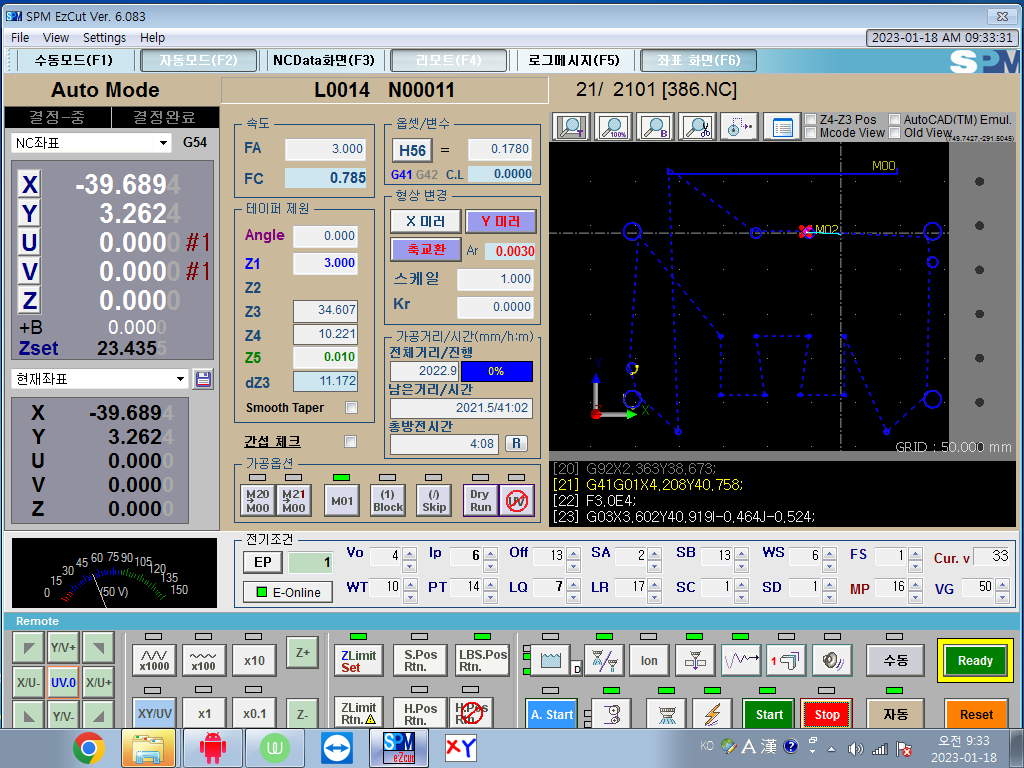 SPM EzCut Ver. 6.083
File View Settings Help
2023-01-18 AM 09:33:31
수동모드(F1) 자동모드(F2) NCData화면(F3) 리모트(F4) 로그메시지(F5) 좌표 화면(F6) SPM
Auto Mode L0014 N00011 21/ 2101 [386.NC]
결정-중 결정완료
NC좌표 G54
X -39.6894
Y 3.2624
U 0.0000 #1
V 0.0000 #1
Z 0.0000
+B 0.0000
Zset 23.4355
현재좌표
X -39.6894
Y 3.2624
U 0.0000
V 0.0000
Z 0.0000
속도
FA 3.000
FC 0.785
테이퍼 제원
Angle 0.000
Z1 3.000
Z2
Z3 34.607
Z4 10.221
Z5 0.010
dZ3 11.172
Smooth Taper
간섭 체크
옵셋/변수
H56 = 0.1780
G41 G42 C.L 0.0000
형상 변경
X 미러 Y 미러
축교환 Ar 0.0030
스케일 1.000
Kr 0.0000
가공거리/시간(mm/h:m)
전체거리/진행
2022.9 0%
남은거리/시간
2021.5/41:02
총방전시간
4:08 R
가공옵션
M20→M00 M21→M00 M01 (1) Block (/) Skip Dry Run UV
T 100% B
Z4-Z3 Pos AutoCAD(TM) Emul.
Mcode View Old View
(745.7427,-291.5045)
M00
M02
Y
X
GRID : 50.000 mm
[20] G92X2,363Y38,673;
[21] G41G01X4,208Y40,758;
[22] F3,0E4;
[23] G03X3,602Y40,919I-0,464J-0,524;
0 15 30 45 60 75 90 105 120 135 150
(50 V)
전기조건
EP 1
E-Online
Vo 4 Ip 6 Off 13 SA 2 SB 13 WS 6 FS 1 Cur. v 33
WT 10 PT 14 LQ 7 LR 17 SC 1 SD 1 MP 16 VG 50
Remote
Y/V+
X/U- UV.0 X/U+
Y/V-
x1000 x100 x10 Z+
XY/UV x1 x0.1 Z-
ZLimit Set S.Pos Rtn. LBS.Pos Rtn.
ZLimit Rtn. H.Pos Rtn. H.Pos Rtn.
D Ion 1 수동 Ready
A. Start Start Stop 자동 Reset
SPM eZcut XY
KO A 漢 ?
오전 9:33
2023-01-18